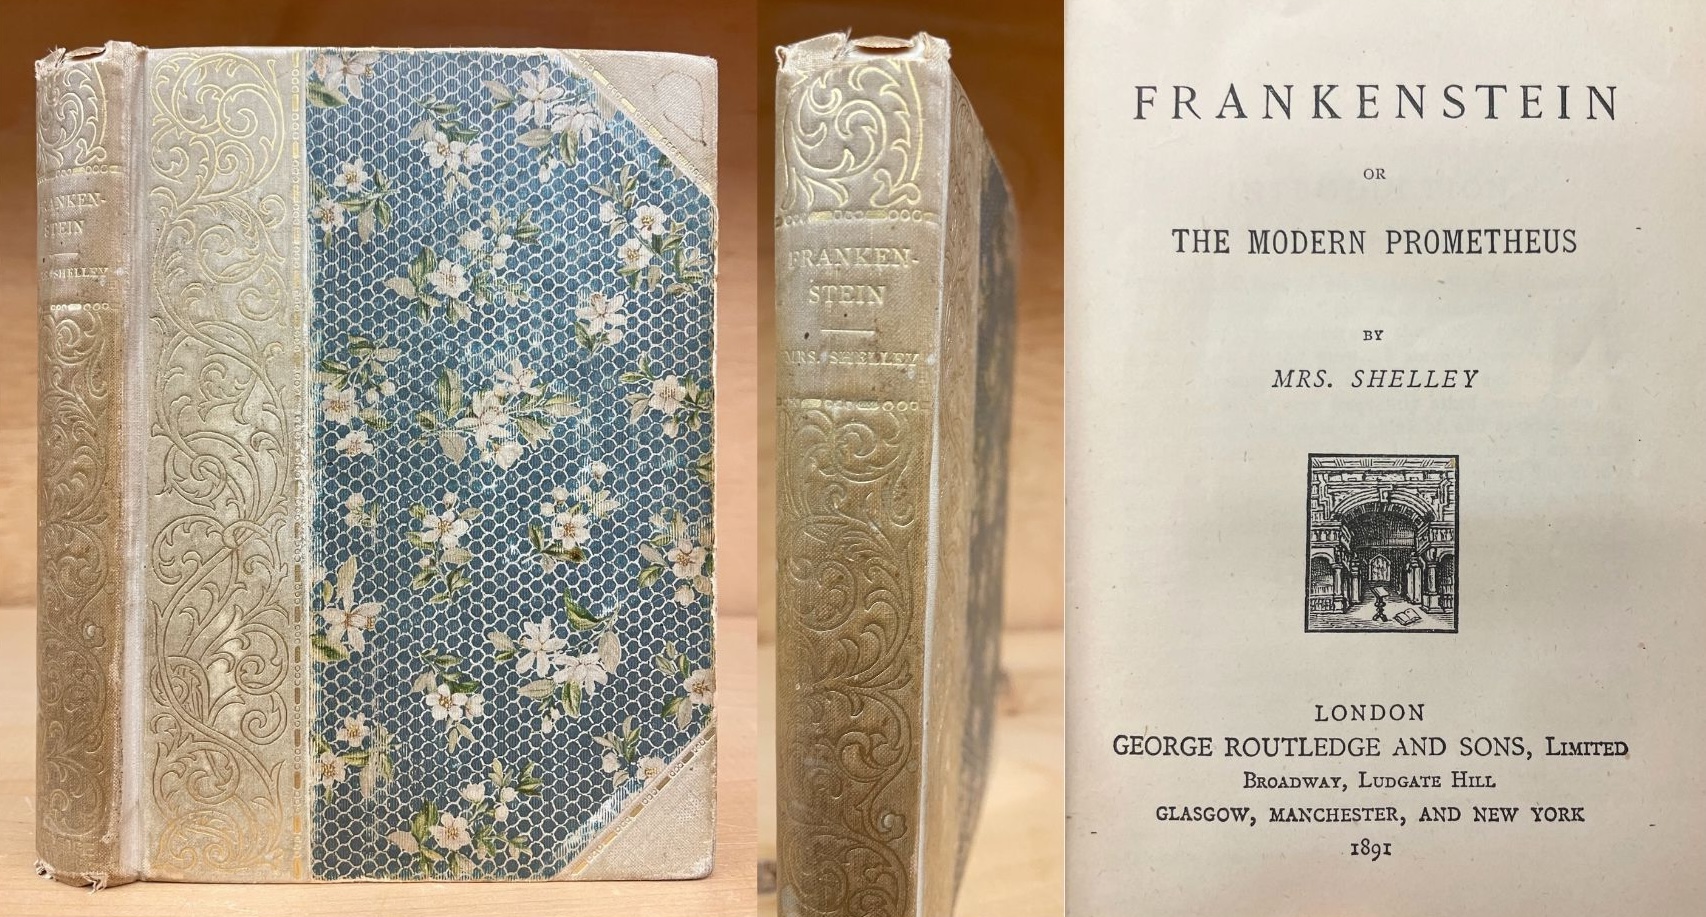 STEIN
SHELLEY
FRANKEN-
STEIN
MRS. SHELLEY
FRANKENSTEIN
OR
THE MODERN PROMETHEUS
BY
MRS. SHELLEY
LONDON
GEORGE ROUTLEDGE AND SONS, LIMITED
BROADWAY, LUDGATE HILL
GLASGOW, MANCHESTER, AND NEW YORK
1891